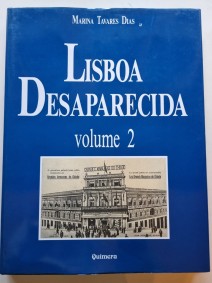 MARINA TAVARES DIAS
LISBOA
DESAPARECIDA
volume 2
Quimera